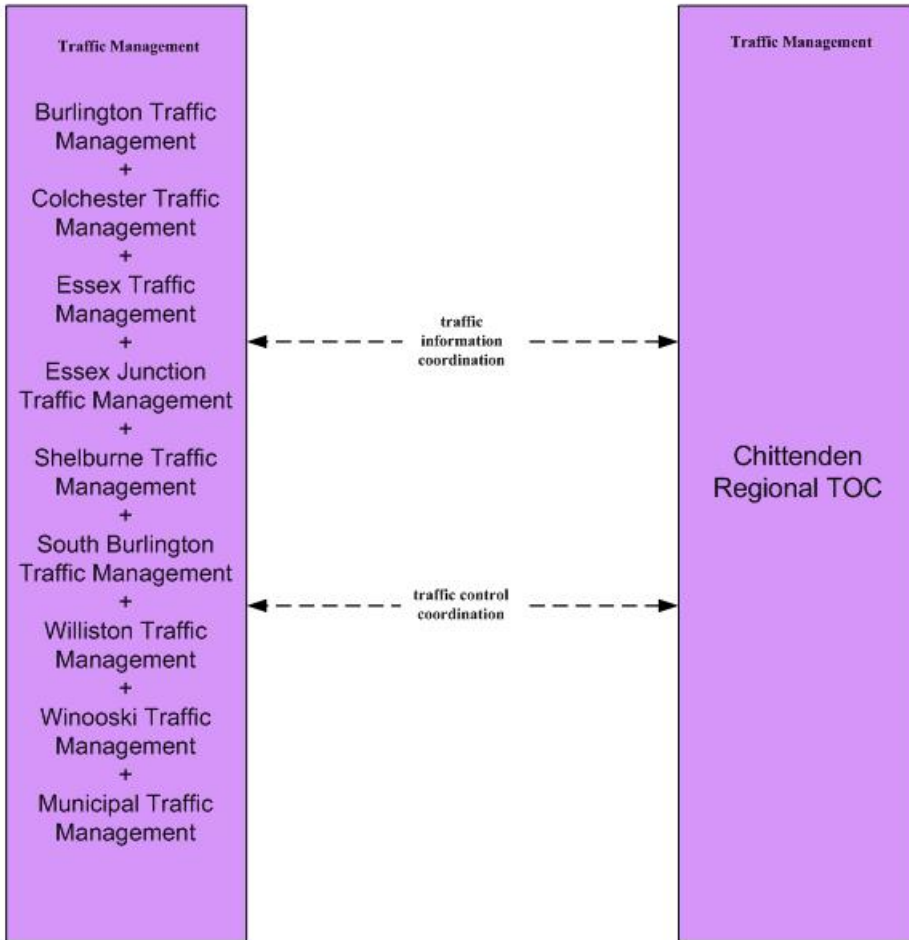 Traffic Management
Burlington Traffic
Management
+
Colchester Traffic
Management
+
Essex Traffic
Management
+
Essex Junction
Traffic Management
+
Shelburne Traffic
Management
+
South Burlington
Traffic Management
+
Williston Traffic
Management
+
Winooski Traffic
Management
+
Municipal Traffic
Management
traffic
information
coordination
traffic control
coordination
Traffic Management
Chittenden
Regional TOC